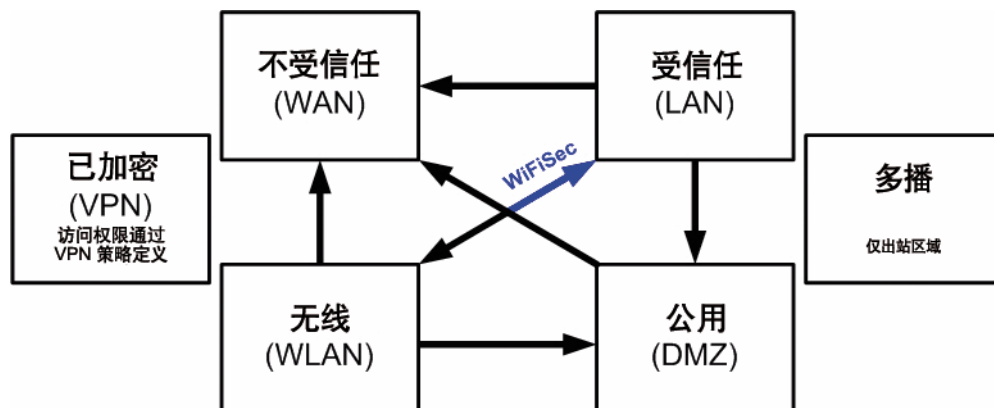 不受信任
(WAN)
受信任
(LAN)
WiFiSec
已加密
(VPN)
访问权限通过
VPN 策略定义
多播
仅出站区域
无线
(WLAN)
公用
(DMZ)